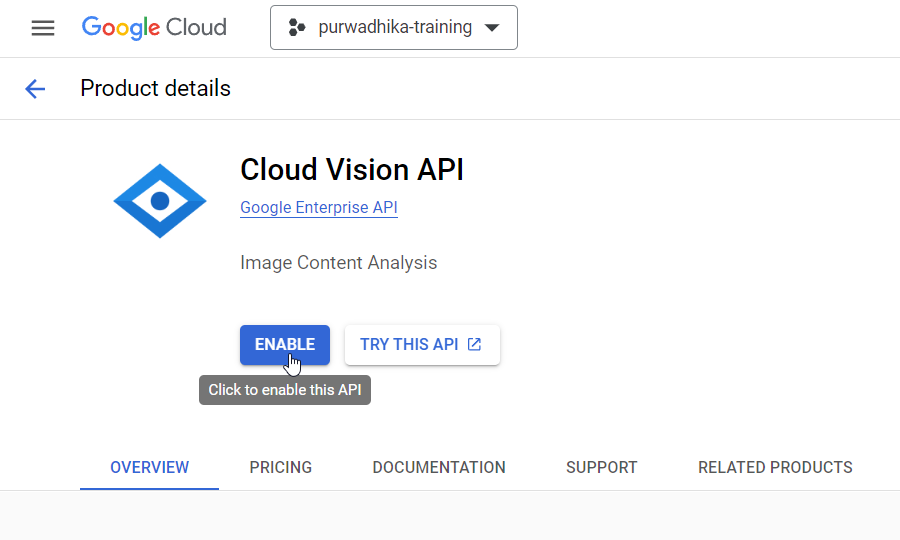 Google Cloud
purwadhika-training
Product details
Cloud Vision API
Google Enterprise API
Image Content Analysis
ENABLE
TRY THIS API
Click to enable this API
OVERVIEW
PRICING
DOCUMENTATION
SUPPORT
RELATED PRODUCTS